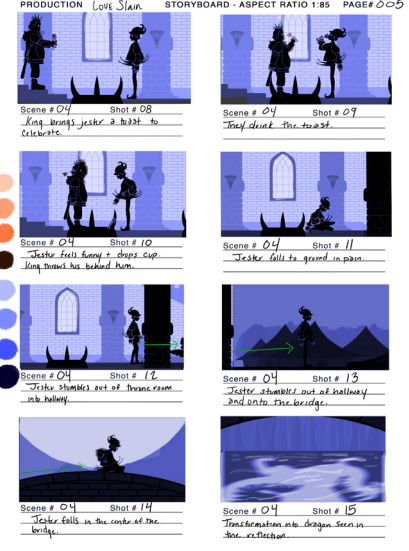 PRODUCTION Love Slain STORYBOARD - ASPECT RATIO 1:85 PAGE# 005
Scene # 04 Shot # 08
King brings jester a toast to
celebrate.
Scene # 04 Shot # 09
They drink the toast.
Scene # 04 Shot # 10
Jester feels funny + drops cup.
King throws his behind him.
Scene # 04 Shot # 11
Jester falls to ground in pain.
Scene # 04 Shot # 12
Jester stumbles out of throne room
into hallway.
Scene # 04 Shot # 13
Jester stumbles out of hallway
and onto the bridge.
Scene # 04 Shot # 14
Jester falls in the center of the
bridge.
Scene # 04 Shot # 15
Transformation into dragon seen in
the reflection.